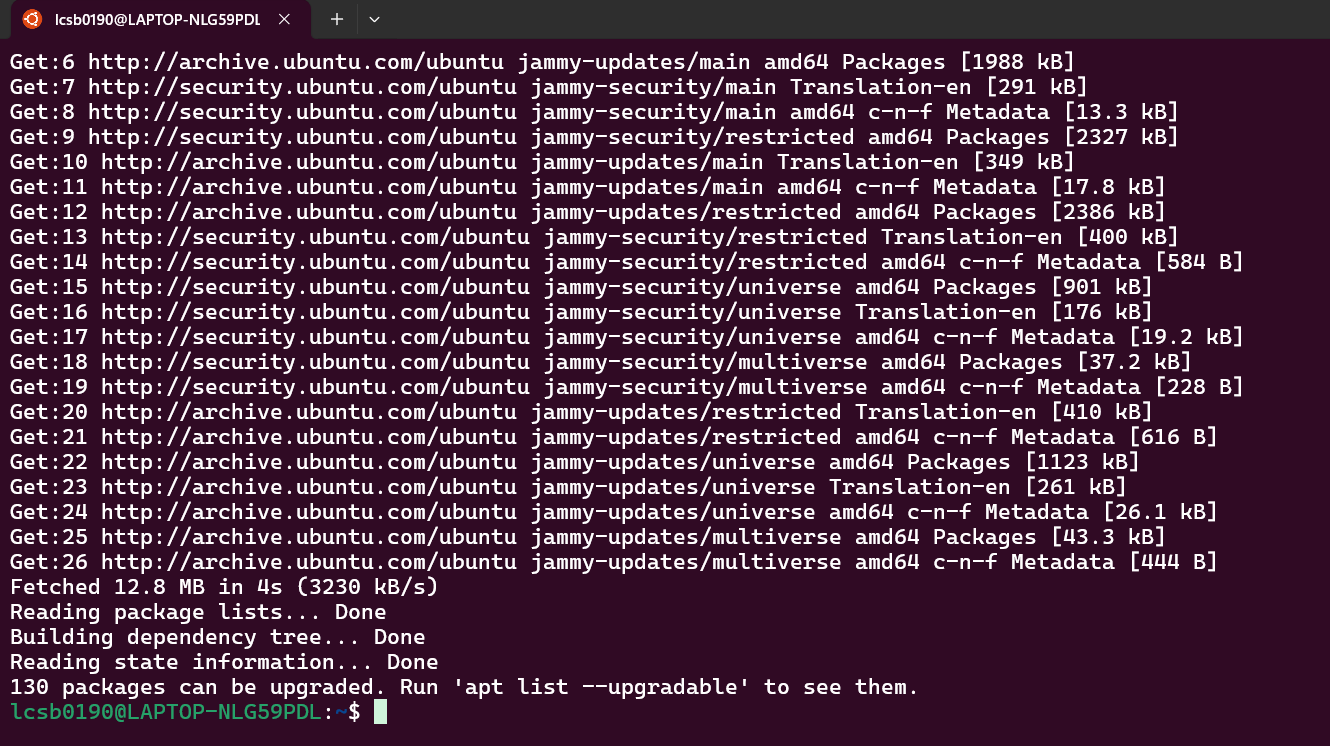 lcsb0190@LAPTOP-NLG59PDL
Get:6 http://archive.ubuntu.com/ubuntu jammy-updates/main amd64 Packages [1988 kB]
Get:7 http://security.ubuntu.com/ubuntu jammy-security/main Translation-en [291 kB]
Get:8 http://security.ubuntu.com/ubuntu jammy-security/main amd64 c-n-f Metadata [13.3 kB]
Get:9 http://security.ubuntu.com/ubuntu jammy-security/restricted amd64 Packages [2327 kB]
Get:10 http://archive.ubuntu.com/ubuntu jammy-updates/main Translation-en [349 kB]
Get:11 http://archive.ubuntu.com/ubuntu jammy-updates/main amd64 c-n-f Metadata [17.8 kB]
Get:12 http://archive.ubuntu.com/ubuntu jammy-updates/restricted amd64 Packages [2386 kB]
Get:13 http://security.ubuntu.com/ubuntu jammy-security/restricted Translation-en [400 kB]
Get:14 http://security.ubuntu.com/ubuntu jammy-security/restricted amd64 c-n-f Metadata [584 B]
Get:15 http://security.ubuntu.com/ubuntu jammy-security/universe amd64 Packages [901 kB]
Get:16 http://security.ubuntu.com/ubuntu jammy-security/universe Translation-en [176 kB]
Get:17 http://security.ubuntu.com/ubuntu jammy-security/universe amd64 c-n-f Metadata [19.2 kB]
Get:18 http://security.ubuntu.com/ubuntu jammy-security/multiverse amd64 Packages [37.2 kB]
Get:19 http://security.ubuntu.com/ubuntu jammy-security/multiverse amd64 c-n-f Metadata [228 B]
Get:20 http://archive.ubuntu.com/ubuntu jammy-updates/restricted Translation-en [410 kB]
Get:21 http://archive.ubuntu.com/ubuntu jammy-updates/restricted amd64 c-n-f Metadata [616 B]
Get:22 http://archive.ubuntu.com/ubuntu jammy-updates/universe amd64 Packages [1123 kB]
Get:23 http://archive.ubuntu.com/ubuntu jammy-updates/universe Translation-en [261 kB]
Get:24 http://archive.ubuntu.com/ubuntu jammy-updates/universe amd64 c-n-f Metadata [26.1 kB]
Get:25 http://archive.ubuntu.com/ubuntu jammy-updates/multiverse amd64 Packages [43.3 kB]
Get:26 http://archive.ubuntu.com/ubuntu jammy-updates/multiverse amd64 c-n-f Metadata [444 B]
Fetched 12.8 MB in 4s (3230 kB/s)
Reading package lists... Done
Building dependency tree... Done
Reading state information... Done
130 packages can be upgraded. Run 'apt list --upgradable' to see them.
lcsb0190@LAPTOP-NLG59PDL:~$